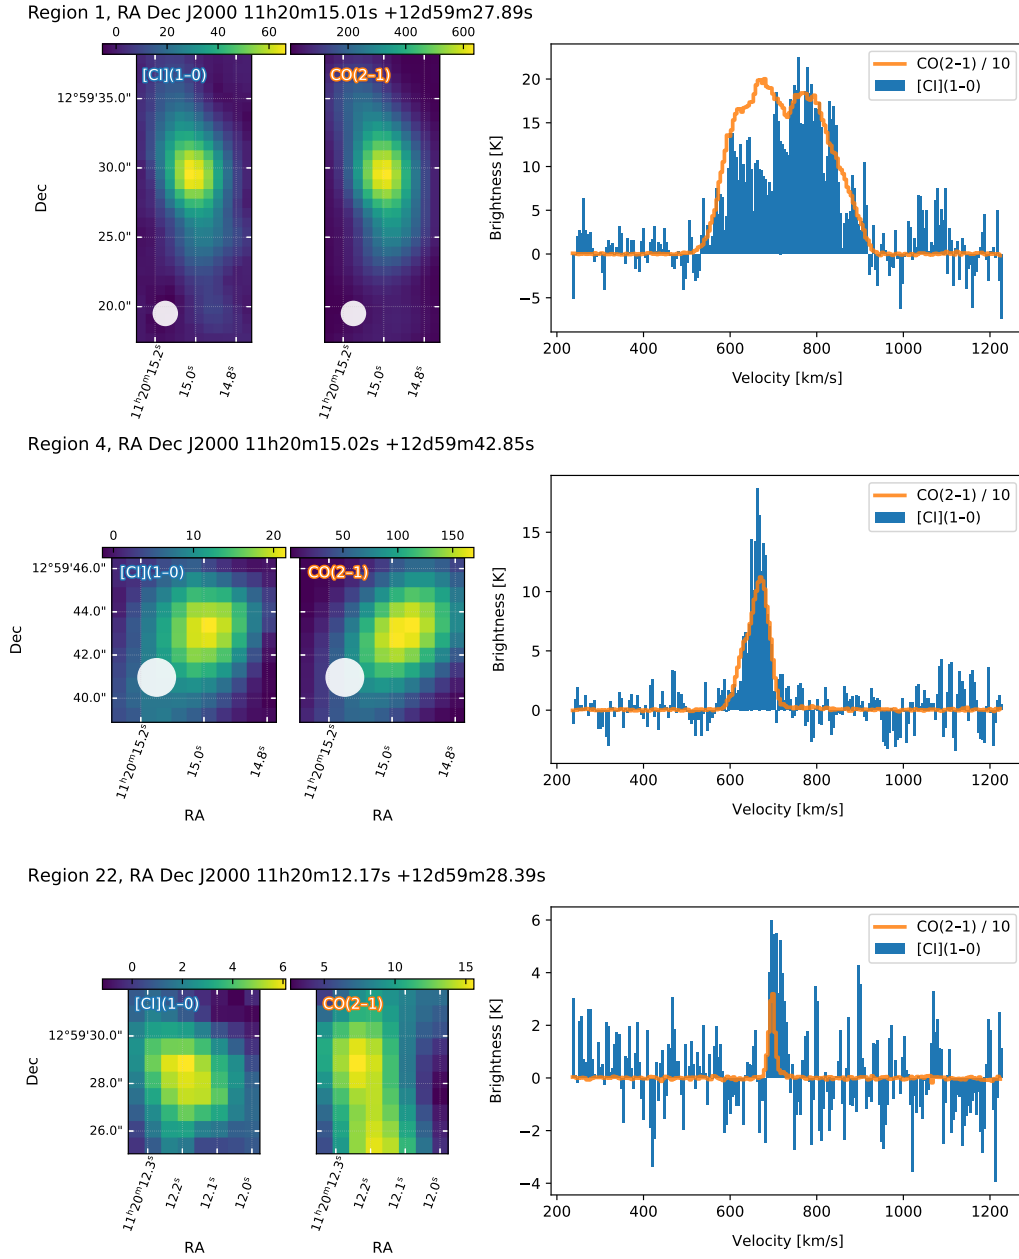 Region 1, RA Dec J2000 11h20m15.01s +12d59m27.89s
0 20 40 60
200 400 600
[CI](1–0)
CO(2–1)
12°59'35.0"
30.0"
25.0"
20.0"
Dec
11ʰ20ᵐ15.2ˢ
15.0ˢ
14.8ˢ
11ʰ20ᵐ15.2ˢ
15.0ˢ
14.8ˢ
CO(2–1) / 10
[CI](1–0)
Brightness [K]
20
15
10
5
0
−5
200 400 600 800 1000 1200
Velocity [km/s]
Region 4, RA Dec J2000 11h20m15.02s +12d59m42.85s
0 10 20
50 100 150
[CI](1–0)
CO(2–1)
12°59'46.0"
44.0"
42.0"
40.0"
Dec
11ʰ20ᵐ15.2ˢ
15.0ˢ
14.8ˢ
RA
11ʰ20ᵐ15.2ˢ
15.0ˢ
14.8ˢ
RA
CO(2–1) / 10
[CI](1–0)
Brightness [K]
15
10
5
0
200 400 600 800 1000 1200
Velocity [km/s]
Region 22, RA Dec J2000 11h20m12.17s +12d59m28.39s
0 2 4 6
5 10 15
[CI](1–0)
CO(2–1)
12°59'30.0"
28.0"
26.0"
Dec
11ʰ20ᵐ12.3ˢ
12.2ˢ
12.1ˢ
12.0ˢ
RA
11ʰ20ᵐ12.3ˢ
12.2ˢ
12.1ˢ
12.0ˢ
RA
CO(2–1) / 10
[CI](1–0)
Brightness [K]
6
4
2
0
−2
−4
200 400 600 800 1000 1200
Velocity [km/s]